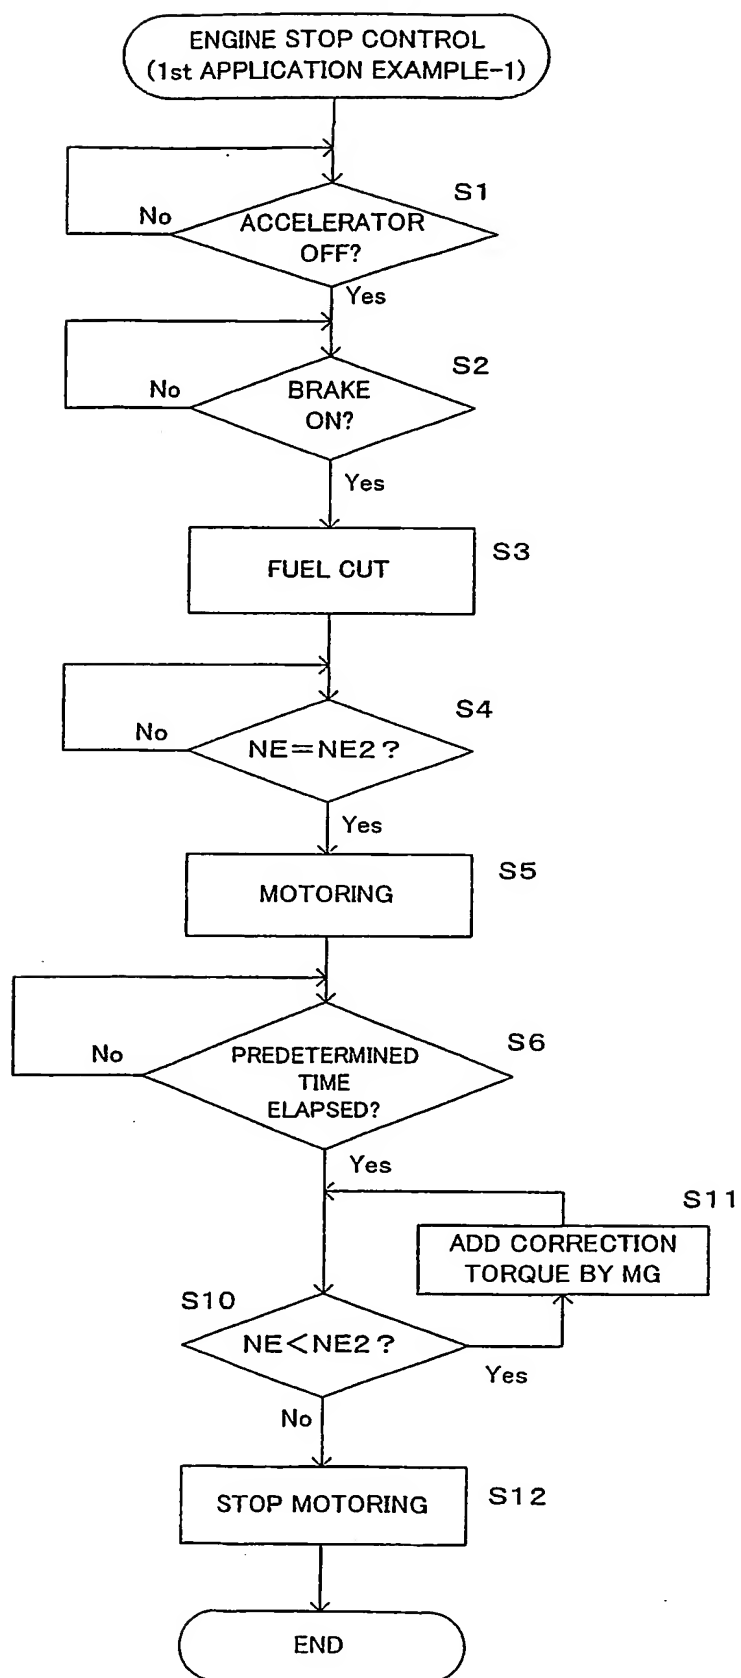 ENGINE STOP CONTROL
(1st APPLICATION EXAMPLE-1)
S1
No
ACCELERATOR
OFF?
Yes
S2
No
BRAKE
ON?
Yes
S3
FUEL CUT
S4
No
NE=NE2?
Yes
S5
MOTORING
S6
No
PREDETERMINED
TIME
ELAPSED?
Yes
S11
ADD CORRECTION
TORQUE BY MG
S10
NE<NE2?
Yes
No
STOP MOTORING
S12
END